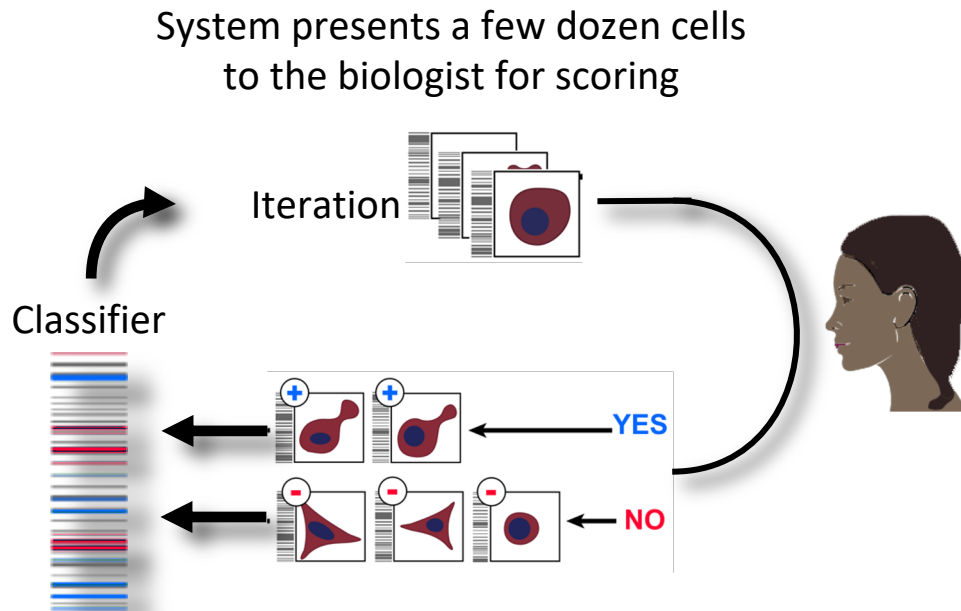 System presents a few dozen cells
to the biologist for scoring
Iteration
Classifier
+ +
YES
- - -
NO